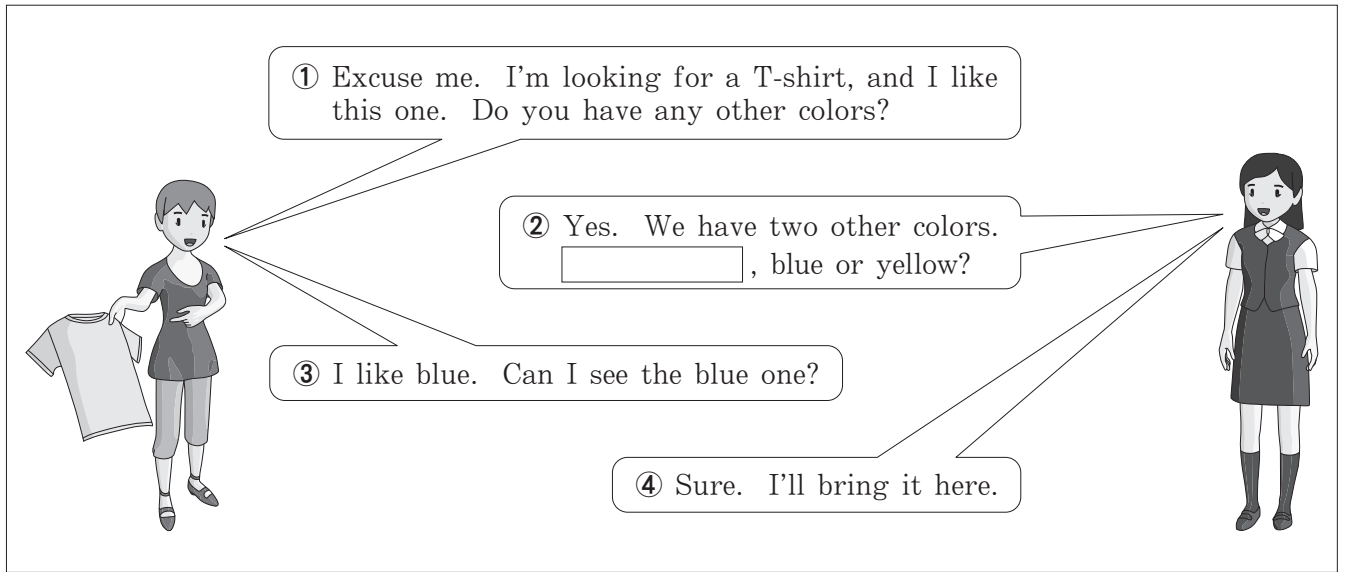 ① Excuse me. I'm looking for a T-shirt, and I like
this one. Do you have any other colors?
② Yes. We have two other colors.
, blue or yellow?
③ I like blue. Can I see the blue one?
④ Sure. I'll bring it here.